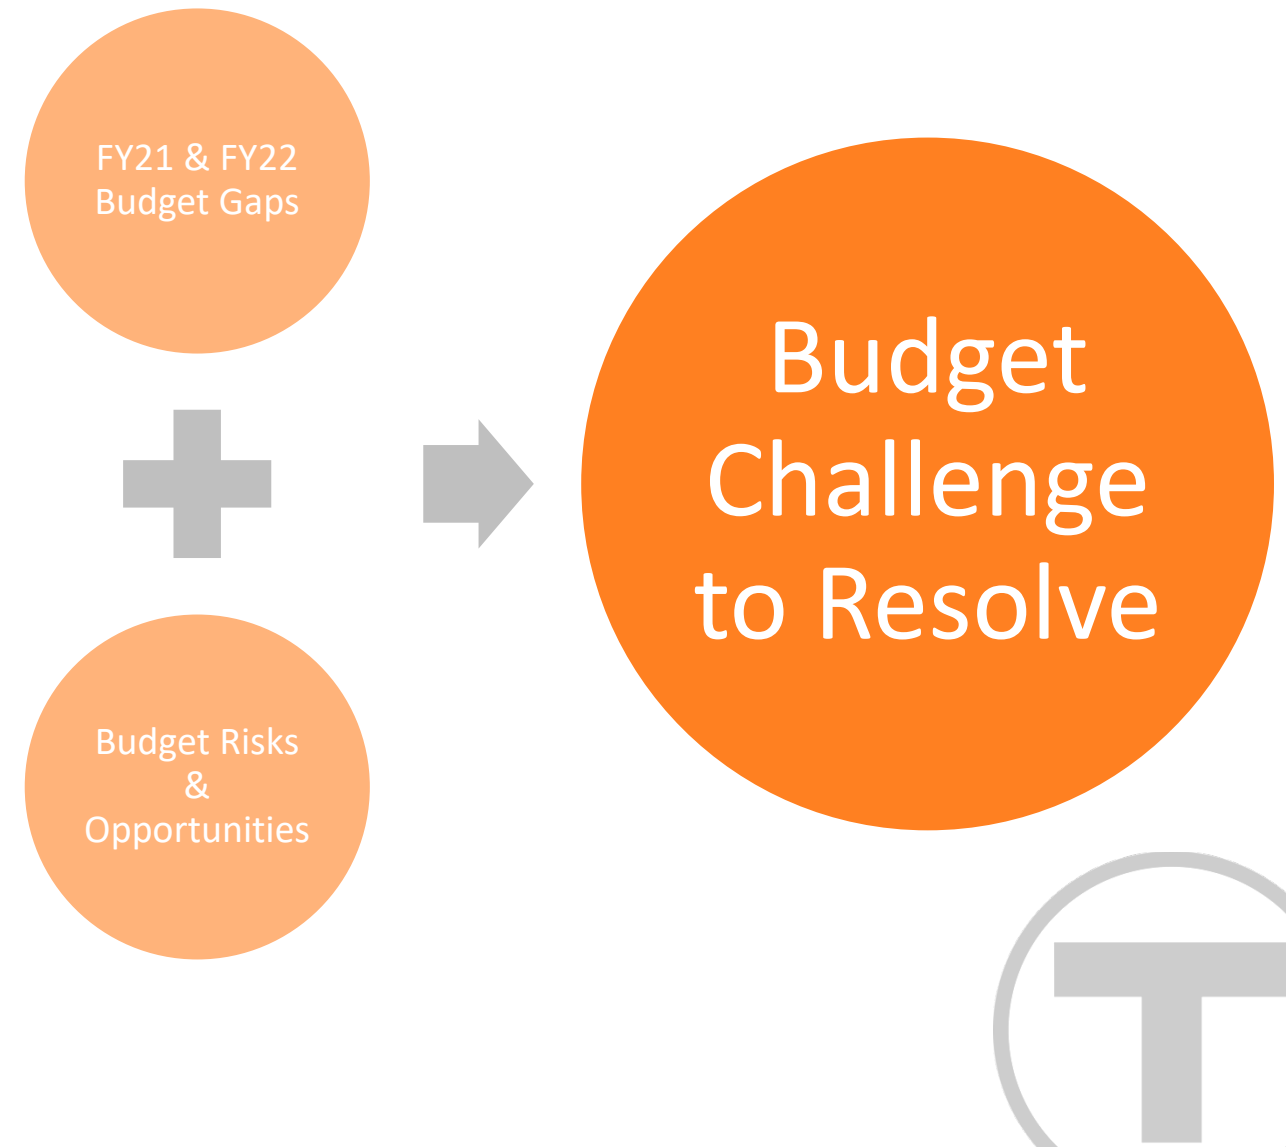 FY21 & FY22
Budget Gaps
Budget Risks
&
Opportunities
Budget
Challenge
to Resolve
T